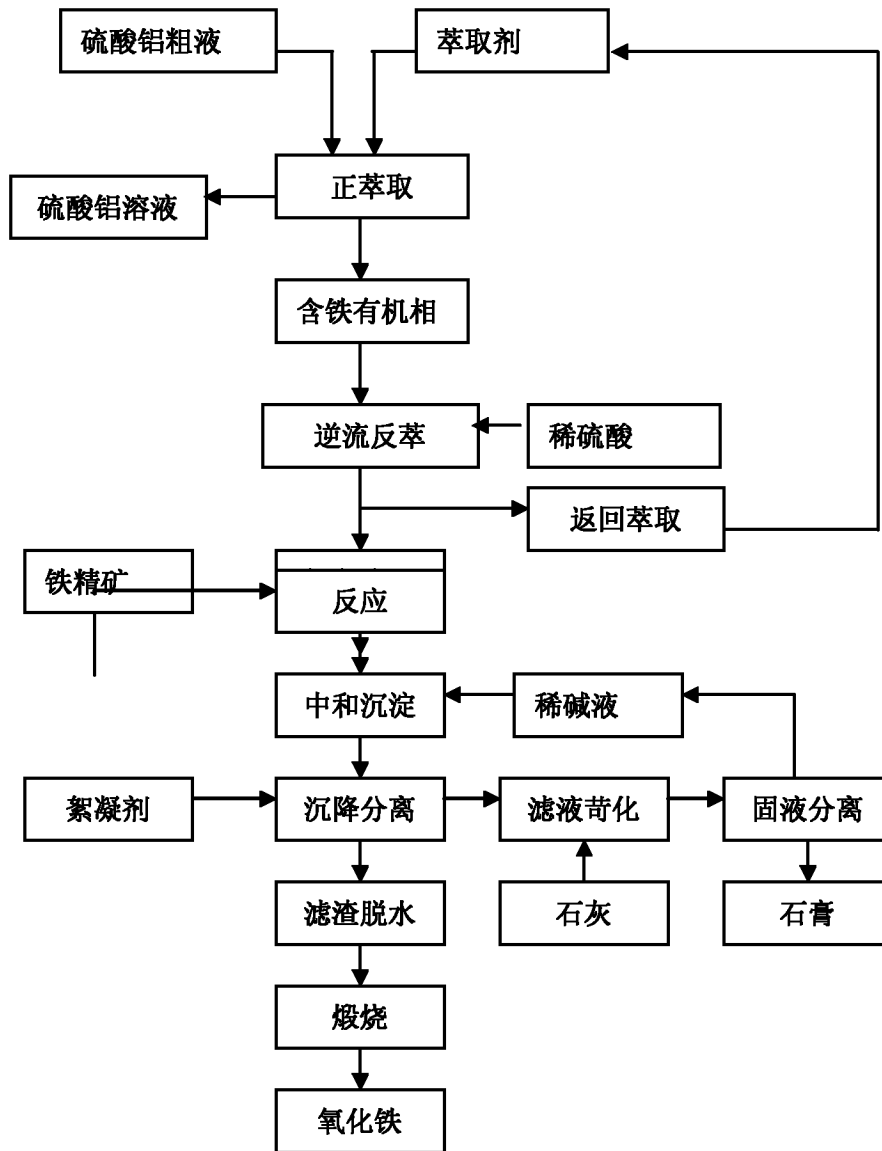 硫酸铝粗液
萃取剂
正萃取
硫酸铝溶液
含铁有机相
逆流反萃
稀硫酸
返回萃取
铁精矿
反应
中和沉淀
稀碱液
絮凝剂
沉降分离
滤液苛化
固液分离
滤渣脱水
石灰
石膏
煅烧
氧化铁